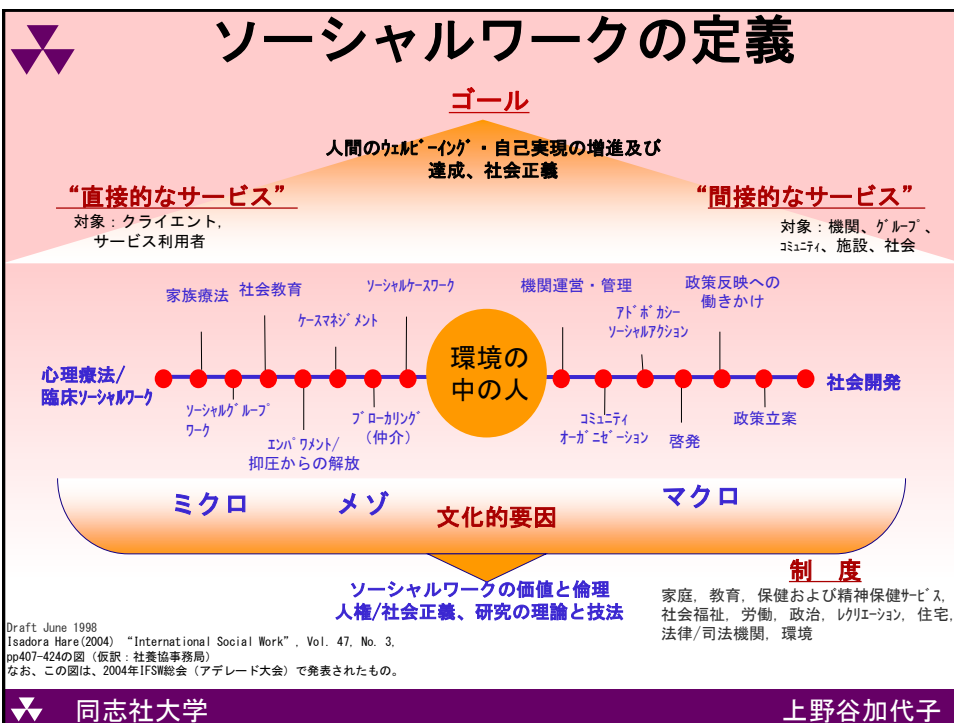 ソーシャルワークの定義
ゴール
人間のｳｪﾙﾋﾞｰｲﾝｸﾞ・自己実現の増進及び
達成、社会正義
“直接的なサービス”
対象：クライエント,
サービス利用者
“間接的なサービス”
対象：機関、ｸﾞﾙｰﾌﾟ、
ｺﾐｭﾆﾃｨ、施設、社会
家族療法
社会教育
ケースマネジメント
ソーシャルケースワーク
機関運営・管理
アドボカシー
ソーシャルアクション
政策反映への
働きかけ
心理療法/
臨床ｿｰｼｬﾙﾜｰｸ
環境の
中の人
社会開発
ソーシャルグループ
ワーク
エンパワメント/
抑圧からの解放
ブローカリング
（仲介）
コミュニティ
オーガニゼーション
啓発
政策立案
ミクロ
メゾ
マクロ
文化的要因
ソーシャルワークの価値と倫理
人権/社会正義、研究の理論と技法
制　度
家庭, 教育, 保健および精神保健ｻｰﾋﾞｽ,
社会福祉, 労働, 政治, ﾚｸﾘｴｰｼｮﾝ, 住宅,
法律/司法機関, 環境
Draft June 1998
Isadora Hare(2004) “International Social Work”, Vol. 47, No. 3,
pp407-424の図（仮訳：社養協事務局）
なお、この図は、2004年IFSW総会（アデレード大会）で発表されたもの。
同志社大学
上野谷加代子